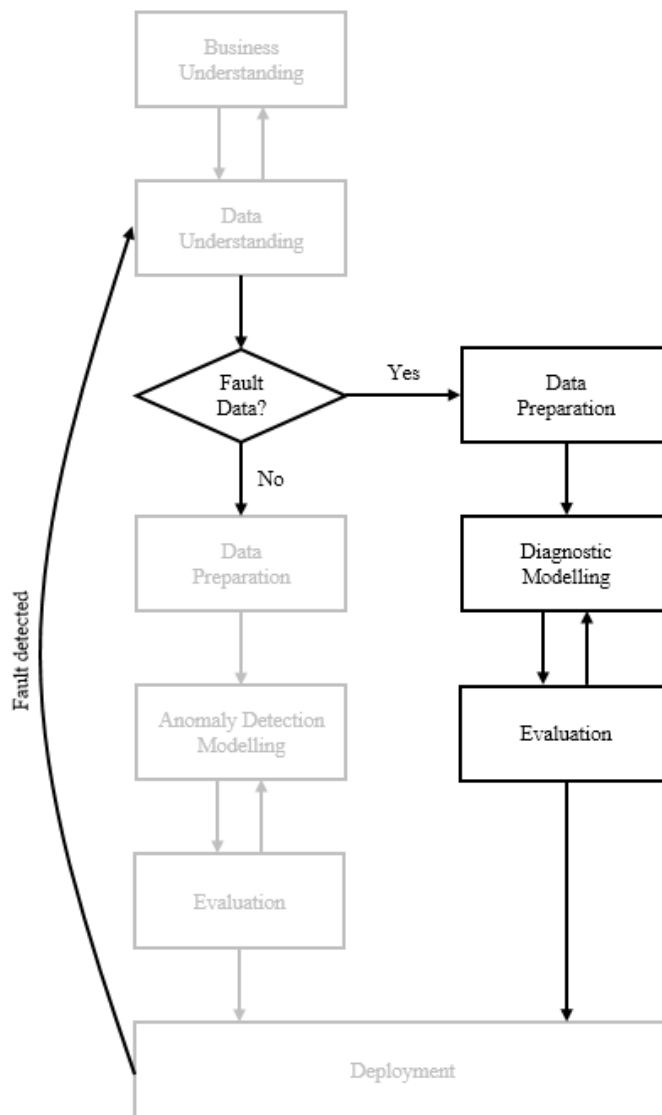 Business
Understanding
Data
Understanding
Fault
Data?
Yes
Data
Preparation
No
Data
Preparation
Diagnostic
Modelling
Fault detected
Anomaly Detection
Modelling
Evaluation
Evaluation
Deployment